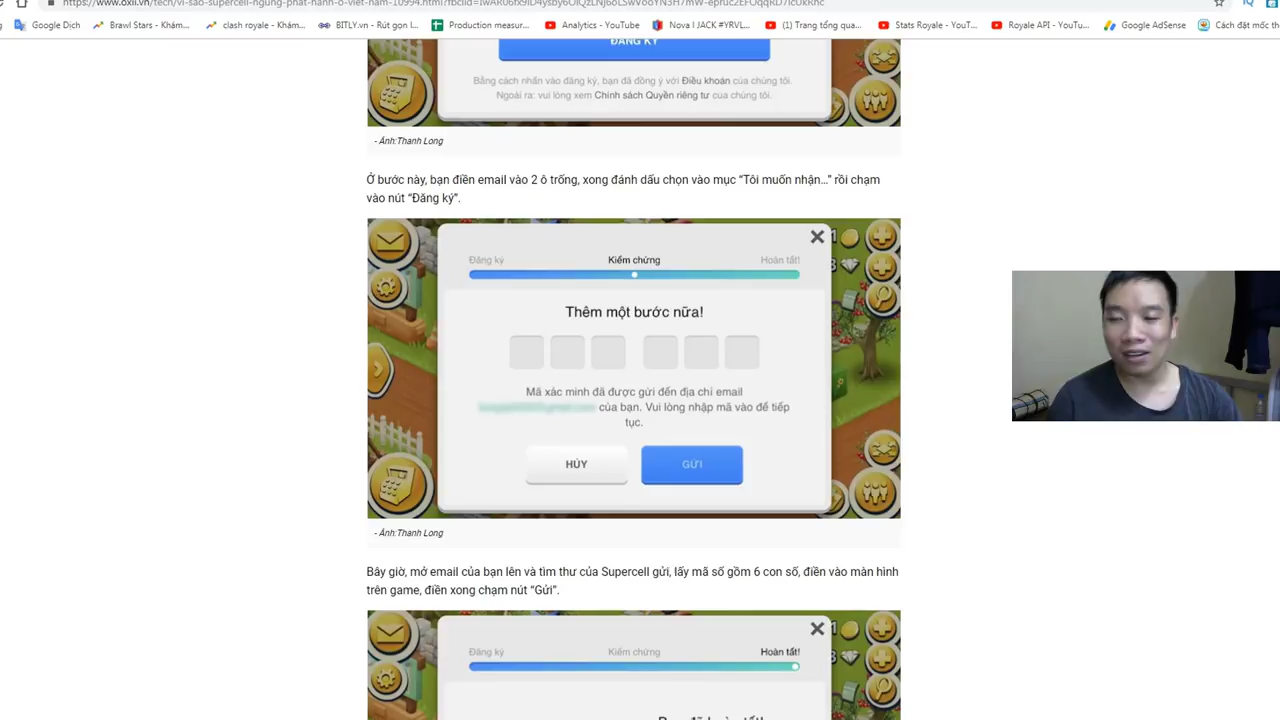 Google Dịch
Brawl Stars - Khám...
clash royale - Khám...
BITLY.vn - Rút gọn l...
Production measur...
Analytics - YouTube
Nova I JACK #YRVL...
(1) Trang tổng qua...
Stats Royale - YouT...
Royale API - YouTu...
Google AdSense
Cách đặt mốc th
ĐĂNG KÝ
Bằng cách nhấn vào đăng ký, bạn đã đồng ý với Điều khoản của chúng tôi.
Ngoài ra: vui lòng xem Chính sách Quyền riêng tư của chúng tôi.
- Ảnh:Thanh Long
Ở bước này, bạn điền email vào 2 ô trống, xong đánh dấu chọn vào mục “Tôi muốn nhận...” rồi chạm
vào nút “Đăng ký”.
Đăng ký
Kiểm chứng
Hoàn tất!
Thêm một bước nữa!
Mã xác minh đã được gửi đến địa chỉ email
của bạn. Vui lòng nhập mã vào để tiếp
tục.
HỦY
GỬI
- Ảnh:Thanh Long
Bây giờ, mở email của bạn lên và tìm thư của Supercell gửi, lấy mã số gồm 6 con số, điền vào màn hình
trên game, điền xong chạm nút “Gửi”.
Đăng ký
Kiểm chứng
Hoàn tất!